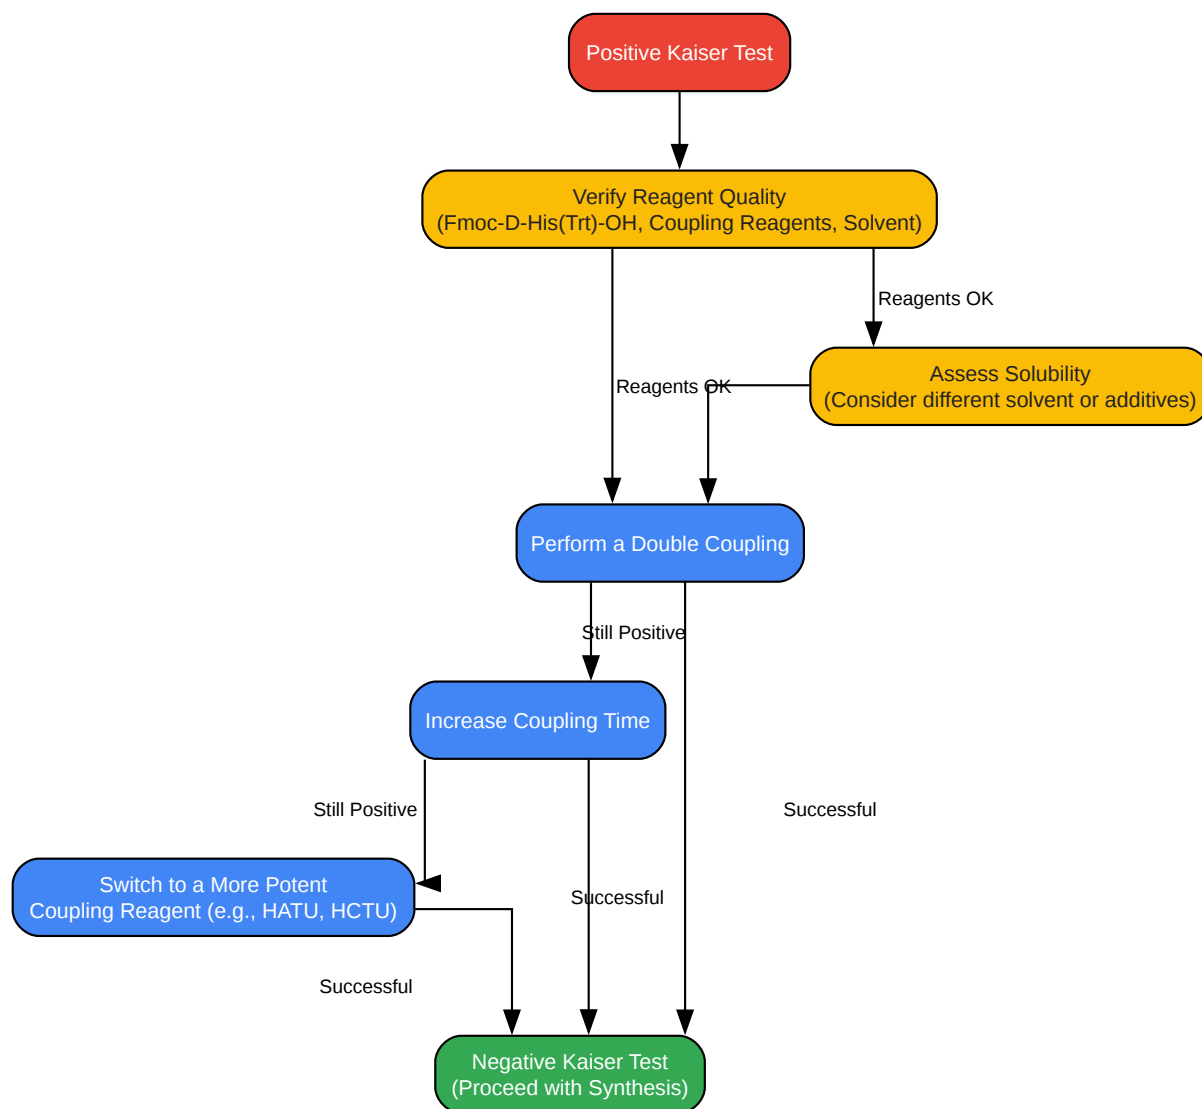 Positive Kaiser Test
Verify Reagent Quality
(Fmoc-D-His(Trt)-OH, Coupling Reagents, Solvent)
Reagents OK
Assess Solubility
(Consider different solvent or additives)
Reagents OK
Perform a Double Coupling
Still Positive
Increase Coupling Time
Still Positive
Successful
Switch to a More Potent
Coupling Reagent (e.g., HATU, HCTU)
Successful
Successful
Negative Kaiser Test
(Proceed with Synthesis)